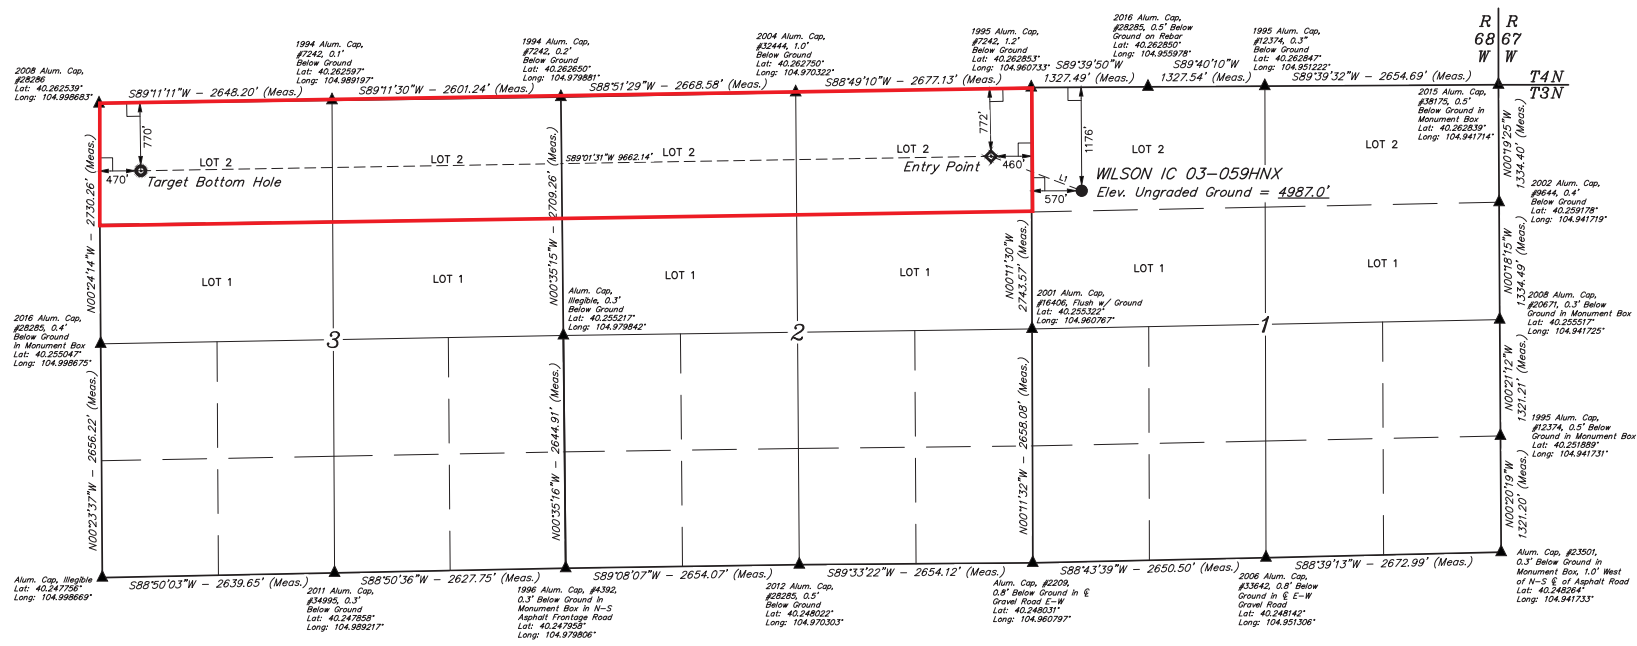 2008 Alum. Cap,
#28286
Lat: 40.262539°
Long: 104.998683°
1994 Alum. Cap,
#7242, 0.1'
Below Ground
Lat: 40.262597°
Long: 104.989197°
1994 Alum. Cap,
#7242, 0.2'
Below Ground
Lat: 40.262650°
Long: 104.979881°
2004 Alum. Cap,
#32444, 1.0'
Below Ground
Lat: 40.262750°
Long: 104.970322°
1995 Alum. Cap,
#7242, 1.2'
Below Ground
Lat: 40.262853°
Long: 104.960733°
2016 Alum. Cap,
#28285, 0.5' Below
Ground on Rebar
Lat: 40.262850°
Long: 104.955978°
1995 Alum. Cap,
#12374, 0.3"
Below Ground
Lat: 40.262847°
Long: 104.951222°
R R
68 67
W W
T4N
T3N
S89°11'11"W - 2648.20' (Meas.)
S89°11'30"W - 2601.24' (Meas.)
S88°51'29"W - 2668.58' (Meas.)
S88°49'10"W - 2677.13' (Meas.)
S89°39'50"W
1327.49' (Meas.)
S89°40'10"W
1327.54' (Meas.)
S89°39'32"W - 2654.69' (Meas.)
2015 Alum. Cap,
#38175, 0.5'
Below Ground in
Monument Box
Lat: 40.262839°
Long: 104.941714°
770'
470'
Target Bottom Hole
LOT 2
LOT 2
S89°01'31"W 9662.14'
LOT 2
LOT 2
772'
460'
Entry Point
1176'
L1
570'
LOT 2
LOT 2
WILSON IC 03-059HNX
Elev. Ungraded Ground = 4987.0'
N00°24'14"W - 2730.26' (Meas.)
N00°35'15"W - 2709.26' (Meas.)
N00°11'30"W
2743.57' (Meas.)
N00°19'25"W
1334.40' (Meas.)
2002 Alum. Cap,
#9644, 0.4'
Below Ground
Lat: 40.259178°
Long: 104.941719°
N00°18'15"W
1334.49' (Meas.)
LOT 1
LOT 1
LOT 1
LOT 1
LOT 1
LOT 1
2016 Alum. Cap,
#28285, 0.4'
Below Ground
in Monument Box
Lat: 40.255047°
Long: 104.998675°
Alum. Cap,
Illegible, 0.3'
Below Ground
Lat: 40.255217°
Long: 104.979842°
2001 Alum. Cap,
#16406, Flush w/ Ground
Lat: 40.255322°
Long: 104.960767°
2008 Alum. Cap,
#20671, 0.3' Below
Ground in Monument Box
Lat: 40.255517°
Long: 104.941725°
3
2
1
N00°23'37"W - 2656.22' (Meas.)
N00°35'16"W - 2644.91' (Meas.)
N00°11'32"W - 2658.08' (Meas.)
N00°21'12"W
1321.21' (Meas.)
1995 Alum. Cap,
#12374, 0.5' Below
Ground in Monument Box
Lat: 40.251889°
Long: 104.941731°
N00°20'19"W
1321.20' (Meas.)
S88°50'03"W - 2639.65' (Meas.)
S88°50'36"W - 2627.75' (Meas.)
S89°08'07"W - 2654.07' (Meas.)
S89°33'22"W - 2654.12' (Meas.)
S88°43'39"W - 2650.50' (Meas.)
S88°39'13"W - 2672.99' (Meas.)
Alum. Cap, Illegible
Lat: 40.247756°
Long: 104.998669°
2011 Alum. Cap,
#34995, 0.3'
Below Ground
Lat: 40.247858°
Long: 104.989217°
1996 Alum. Cap, #4392,
0.3' Below Ground in
Monument Box in N-S
Asphalt Frontage Road
Lat: 40.247958°
Long: 104.979806°
2012 Alum. Cap,
#28285, 0.5'
Below Ground
Lat: 40.248022°
Long: 104.970303°
Alum. Cap, #2209,
0.8' Below Ground in ℄
Gravel Road E-W
Lat: 40.248031°
Long: 104.960797°
2006 Alum. Cap,
#33642, 0.8' Below
Ground in ℄ E-W
Gravel Road
Lat: 40.248142°
Long: 104.951306°
Alum. Cap, #23501,
0.3' Below Ground in
Monument Box, 1.0' West
of N-S ℄ of Asphalt Road
Lat: 40.248264°
Long: 104.941733°